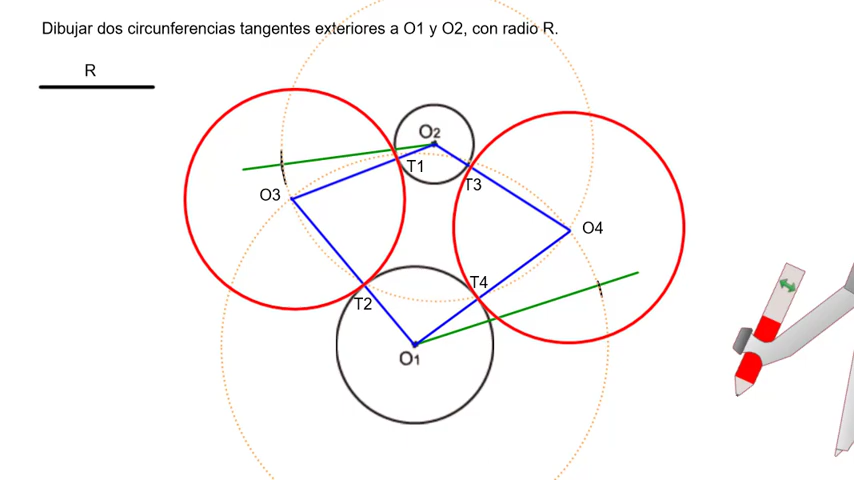 Dibujar dos circunferencias tangentes exteriores a O1 y O2, con radio R.
R
O2
T1
T3
O3
O4
T4
T2
O1